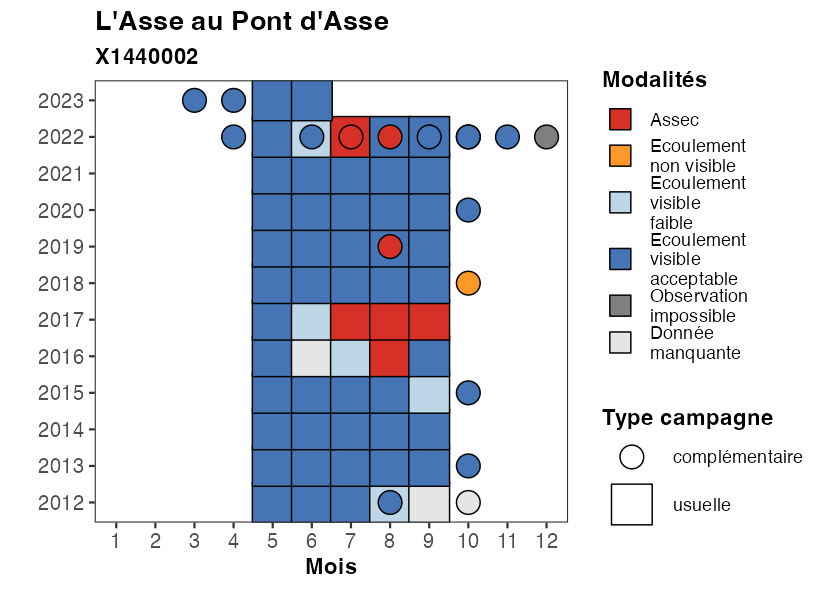 L'Asse au Pont d'Asse
X1440002
2023
2022
2021
2020
2019
2018
2017
2016
2015
2014
2013
2012
1 2 3 4 5 6 7 8 9 10 11 12
Mois
Modalités
Assec
Ecoulement
non visible
Ecoulement
visible
faible
Ecoulement
visible
acceptable
Observation
impossible
Donnée
manquante
Type campagne
complémentaire
usuelle